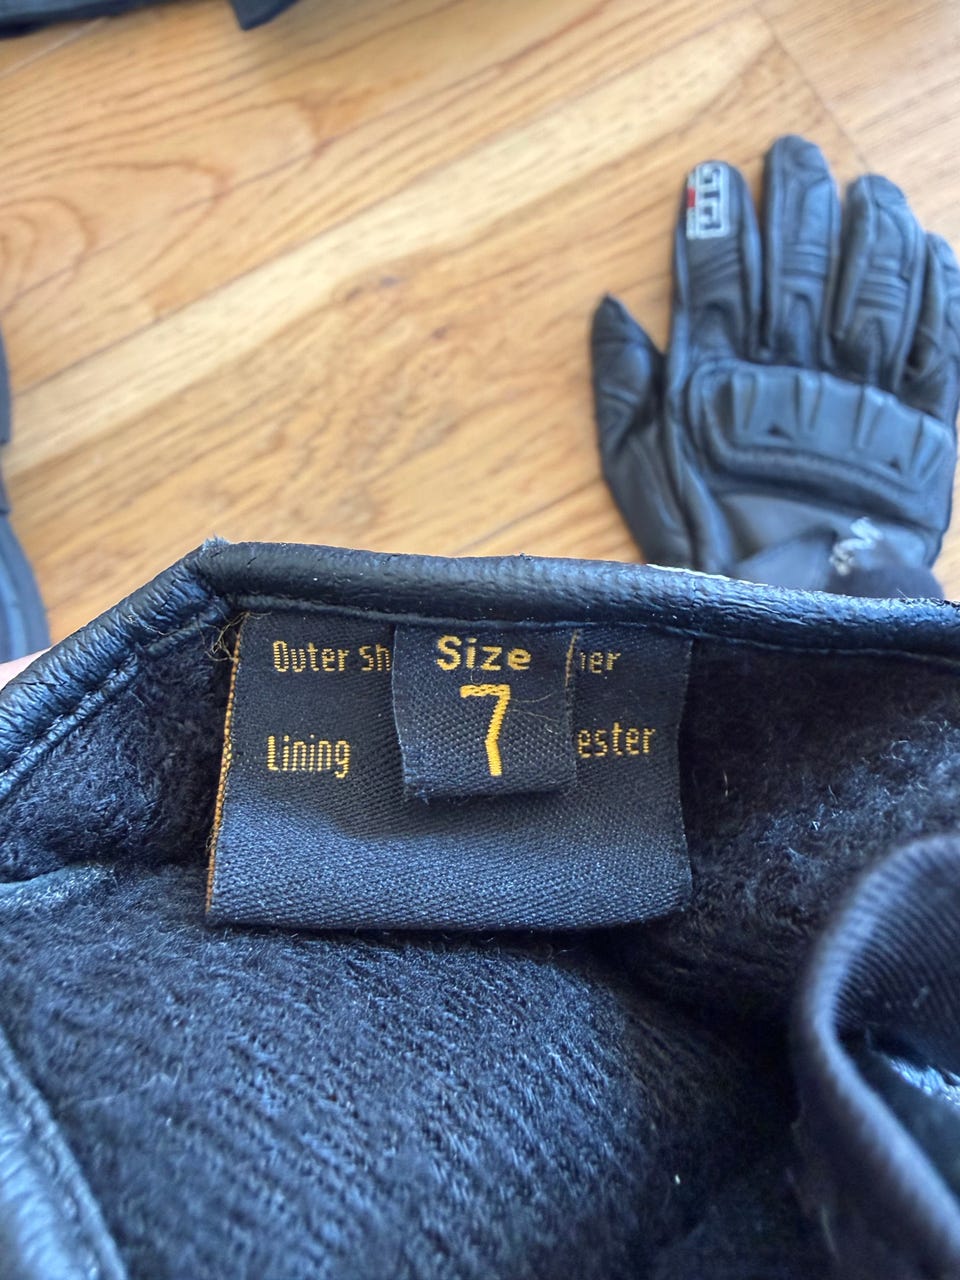 Outer Sh
Size
her
7
Lining
ester